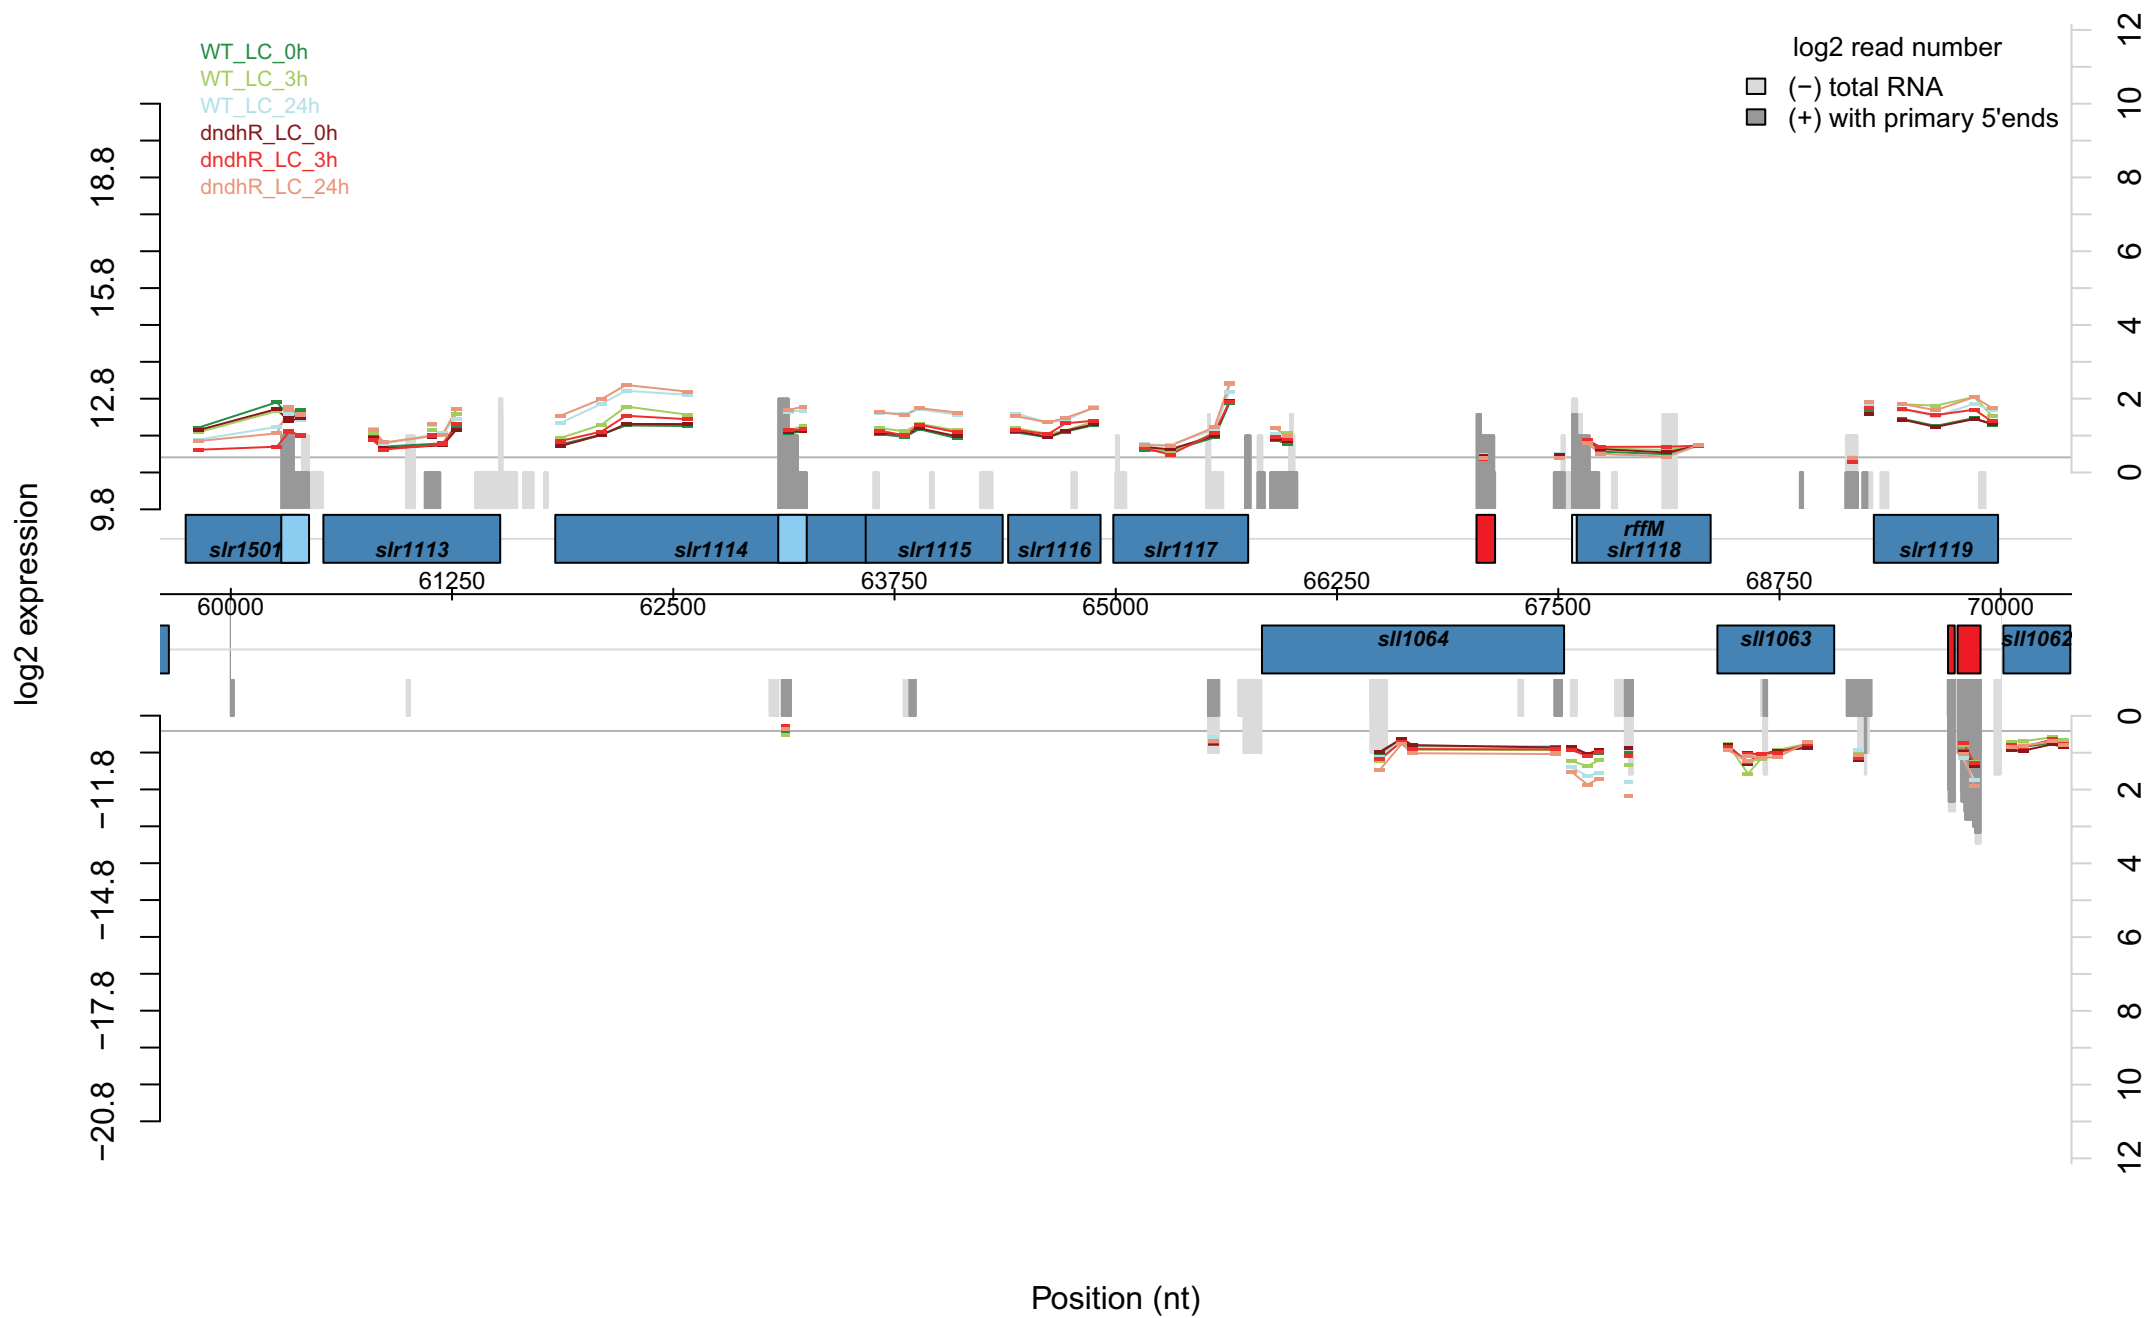 WT_LC_0h
WT_LC_3h
WT_LC_24h
dndhR_LC_0h
dndhR_LC_3h
dndhR_LC_24h
log2 read number
(−) total RNA
(+) with primary 5'ends
log2 expression
18.8
15.8
12.8
9.8
12
10
8
6
4
2
0
slr1501
slr1113
slr1114
slr1115
slr1116
slr1117
rffM
slr1118
slr1119
61250
63750
66250
68750
60000
62500
65000
67500
70000
sll1064
sll1063
sll1062
−11.8
−14.8
−17.8
−20.8
0
2
4
6
8
10
12
Position (nt)